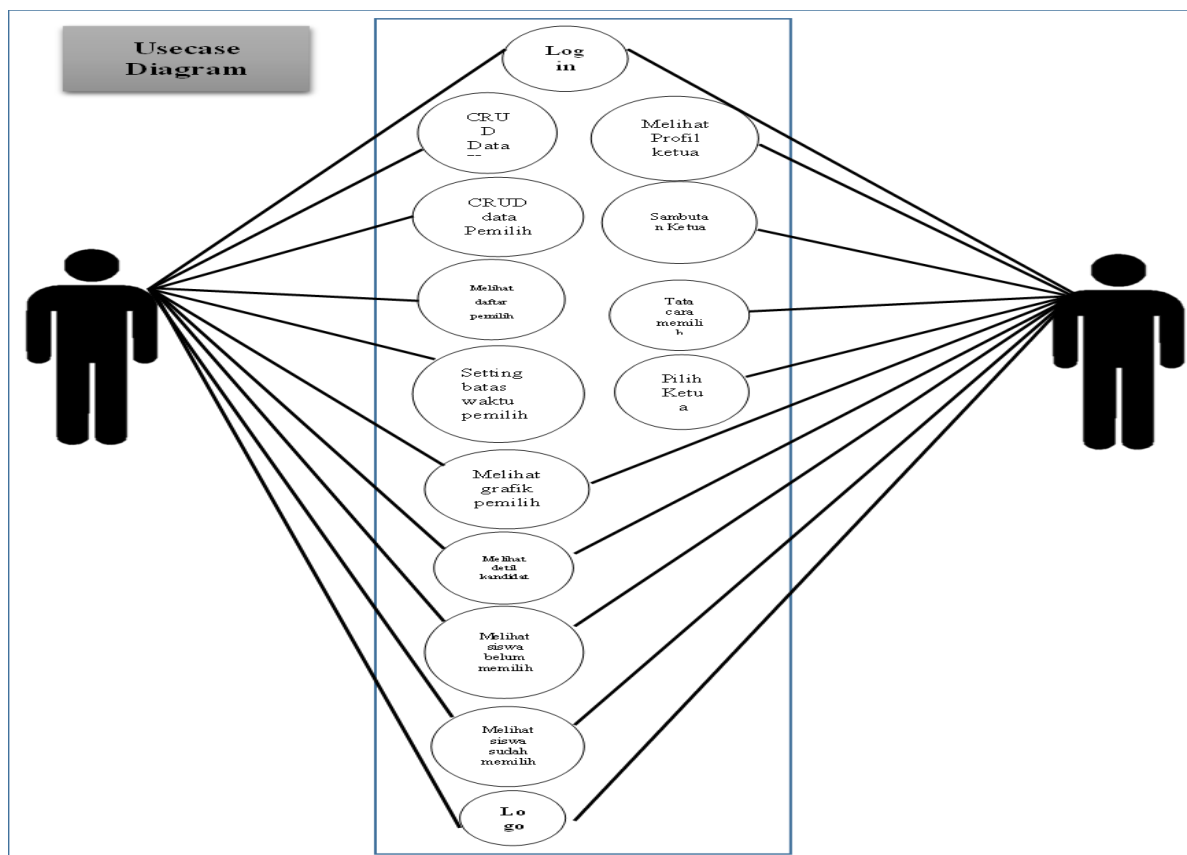 Usecase
Diagram
Log
in
CRU
D
Data
Melihat
Profil
ketua
CRUD
data
Pemilih
Sambuta
n Ketua
Melihat
daftar
pemilih
Tata
cara
memili
h
Setting
batas
waktu
pemilih
Pilih
Ketu
a
Melihat
grafik
pemilih
Melihat
detil
kandidat
Melihat
siswa
belum
memilih
Melihat
siswa
sudah
memilih
Lo
go